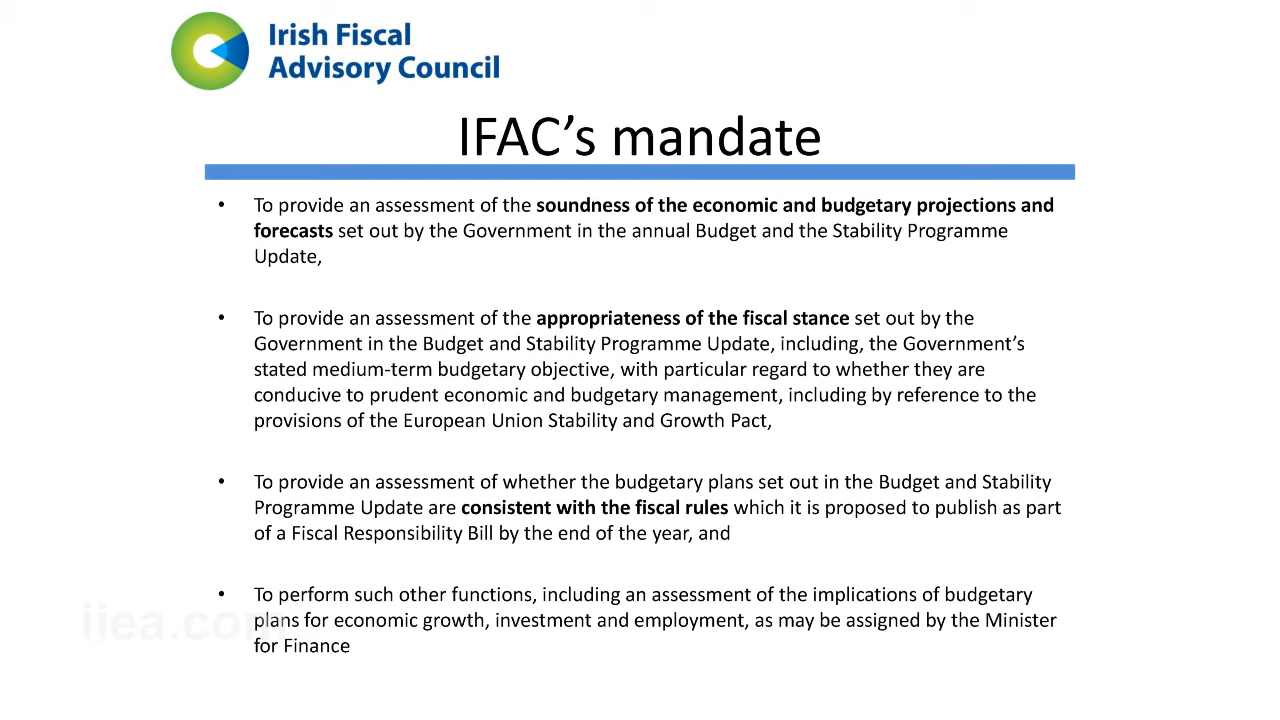 Irish Fiscal
Advisory Council
IFAC’s mandate
• To provide an assessment of the soundness of the economic and budgetary projections and
forecasts set out by the Government in the annual Budget and the Stability Programme
Update,
• To provide an assessment of the appropriateness of the fiscal stance set out by the
Government in the Budget and Stability Programme Update, including, the Government’s
stated medium-term budgetary objective, with particular regard to whether they are
conducive to prudent economic and budgetary management, including by reference to the
provisions of the European Union Stability and Growth Pact,
• To provide an assessment of whether the budgetary plans set out in the Budget and Stability
Programme Update are consistent with the fiscal rules which it is proposed to publish as part
of a Fiscal Responsibility Bill by the end of the year, and
• To perform such other functions, including an assessment of the implications of budgetary
plans for economic growth, investment and employment, as may be assigned by the Minister
for Finance
iiea.com